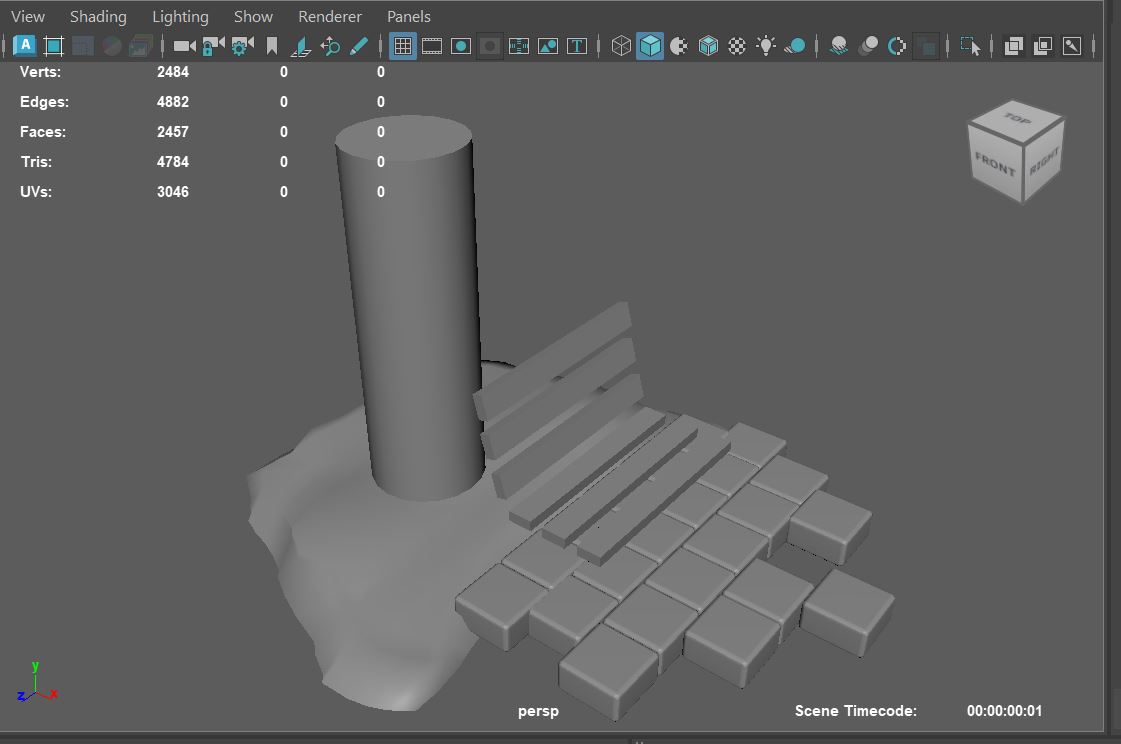 View Shading Lighting Show Renderer Panels
A T
Verts: 2484 0 0
Edges: 4882 0 0
Faces: 2457 0 0
Tris: 4784 0 0
UVs: 3046 0 0
TOP
FRONT RIGHT
y
z x
persp Scene Timecode: 00:00:00:01